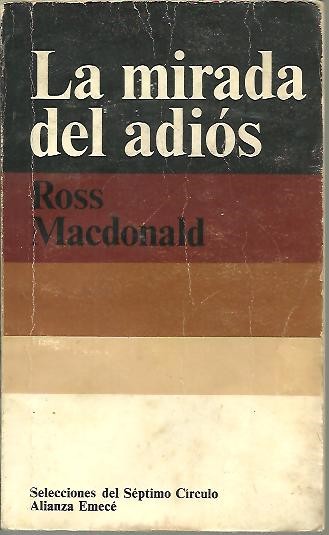 La mirada
del adiós
Ross
Macdonald
Selecciones del Séptimo Círculo
Alianza Emecé